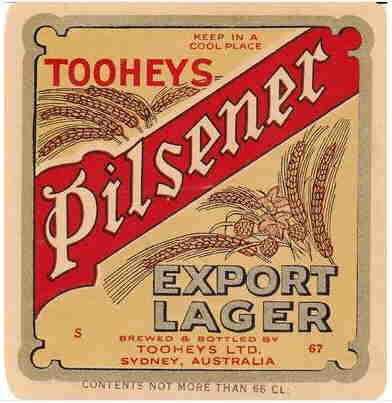 KEEP IN A
COOL PLACE
TOOHEYS
Pilsener
EXPORT
LAGER
S
BREWED & BOTTLED BY
67
TOOHEYS LTD.
SYDNEY, AUSTRALIA
CONTENTS NOT MORE THAN 66 CL.